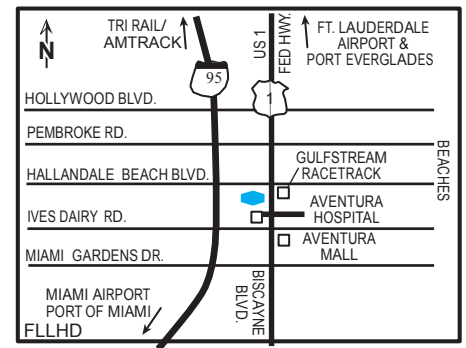 TRI RAIL/
AMTRACK
N
95
US 1
FED HWY.
1
FT. LAUDERDALE
AIRPORT &
PORT EVERGLADES
HOLLYWOOD BLVD.
PEMBROKE RD.
HALLANDALE BEACH BLVD.
GULFSTREAM
RACETRACK
BEACHES
IVES DAIRY RD.
AVENTURA
HOSPITAL
MIAMI GARDENS DR.
AVENTURA
MALL
MIAMI AIRPORT
PORT OF MIAMI
BISCAYNE
BLVD.
FLLHD